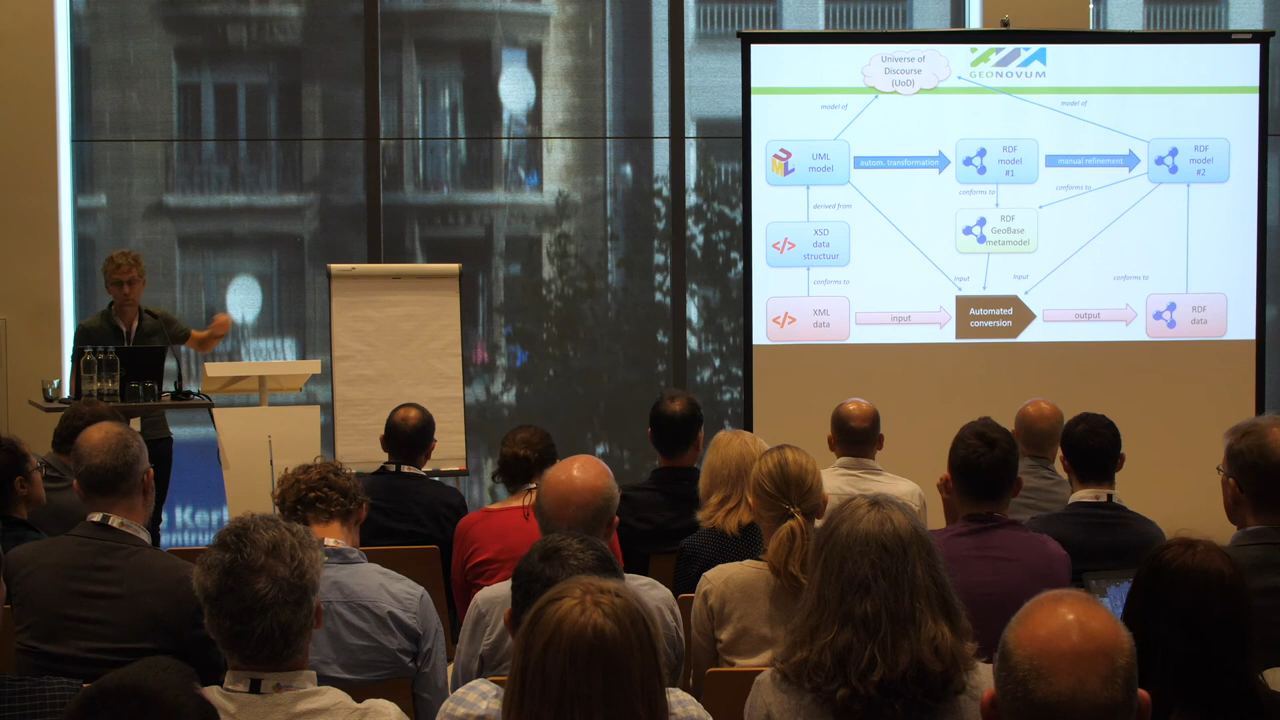 Universe of
Discourse
(UoD)
GEONOVUM
model of
model of
UML
UML
model
autom. transformation
RDF
model
#1
manual refinement
RDF
model
#2
conforms to
conforms to
derived from
RDF
GeoBase
metamodel
</>
XSD
data
structuur
input
input
conforms to
conforms to
</>
XML
data
input
Automated
conversion
output
RDF
data